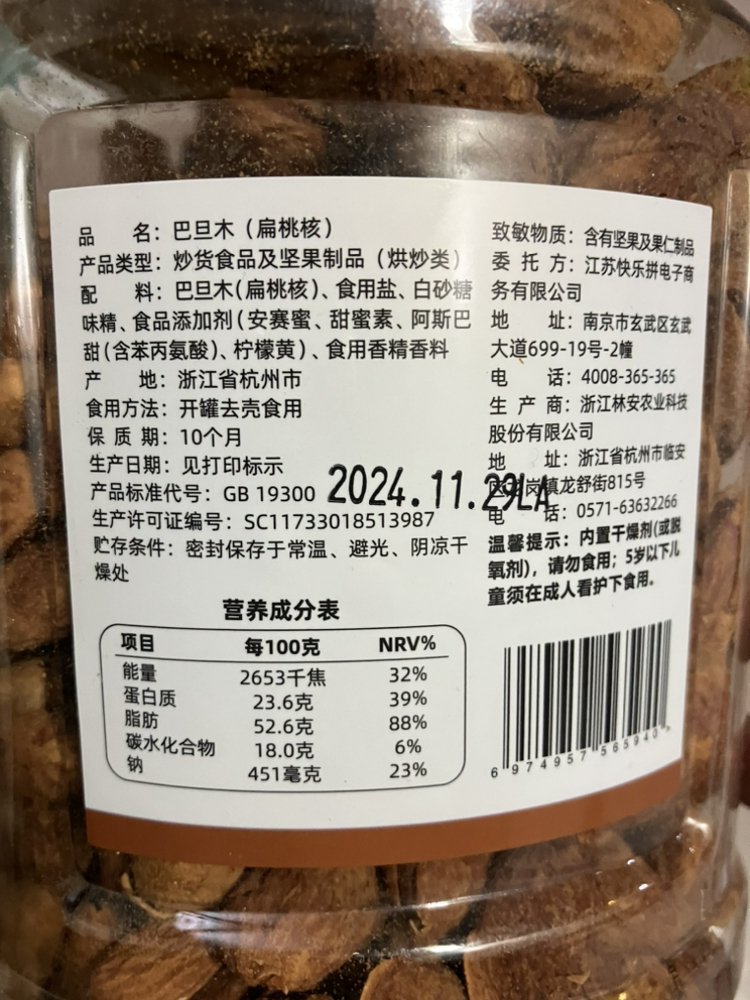 品 名：巴旦木（扁桃核）
产品类型：炒货食品及坚果制品（烘炒类）
配 料：巴旦木(扁桃核)、食用盐、白砂糖
味精、食品添加剂(安赛蜜、甜蜜素、阿斯巴
甜(含苯丙氨酸)、柠檬黄)、食用香精香料
产 地：浙江省杭州市
食用方法：开罐去壳食用
保 质 期：10个月
生产日期：见打印标示
产品标准代号：GB 19300
生产许可证编号：SC11733018513987
贮存条件：密封保存于常温、避光、阴凉干
燥处
2024.11.29LA
致敏物质：含有坚果及果仁制品
委 托 方：江苏快乐拼电子商
务有限公司
地 址：南京市玄武区玄武
大道699-19号-2幢
电 话：4008-365-365
生 产 商：浙江林安农业科技
股份有限公司
地 址：浙江省杭州市临安
岗镇龙舒街815号
电 话：0571-63632266
温馨提示：内置干燥剂(或脱
氧剂)，请勿食用；5岁以下儿
童须在成人看护下食用。
营养成分表
项目 每100克 NRV%
能量 2653千焦 32%
蛋白质 23.6克 39%
脂肪 52.6克 88%
碳水化合物 18.0克 6%
钠 451毫克 23%
6 974957 565940